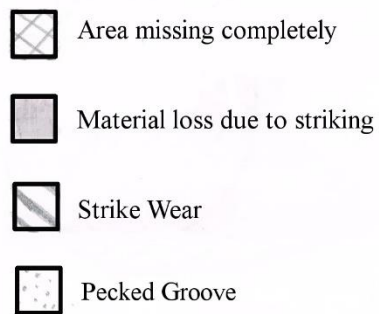 Area missing completely
Material loss due to striking
Strike Wear
Pecked Groove